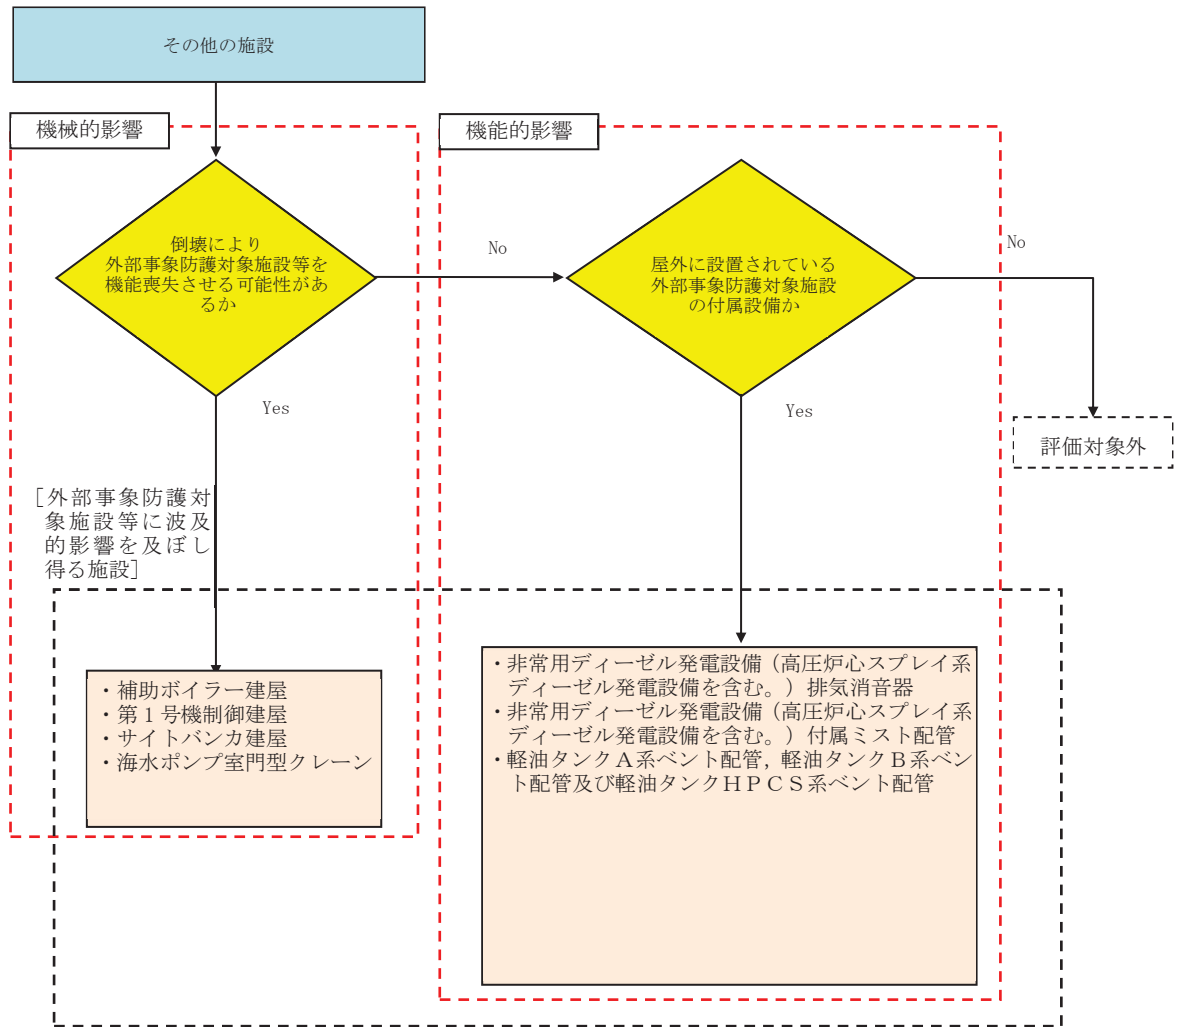 その他の施設
機械的影響
機能的影響
倒壊により
外部事象防護対象施設等を
機能喪失させる可能性があ
るか
No
屋外に設置されている
外部事象防護対象施設
の付属設備か
No
Yes
Yes
評価対象外
[外部事象防護対
象施設等に波及
的影響を及ぼし
得る施設]
・補助ボイラー建屋
・第１号機制御建屋
・サイトバンカ建屋
・海水ポンプ室門型クレーン
・非常用ディーゼル発電設備（高圧炉心スプレイ系
ディーゼル発電設備を含む。）排気消音器
・非常用ディーゼル発電設備（高圧炉心スプレイ系
ディーゼル発電設備を含む。）付属ミスト配管
・軽油タンクＡ系ベント配管，軽油タンクＢ系ベン
ト配管及び軽油タンクＨＰＣＳ系ベント配管